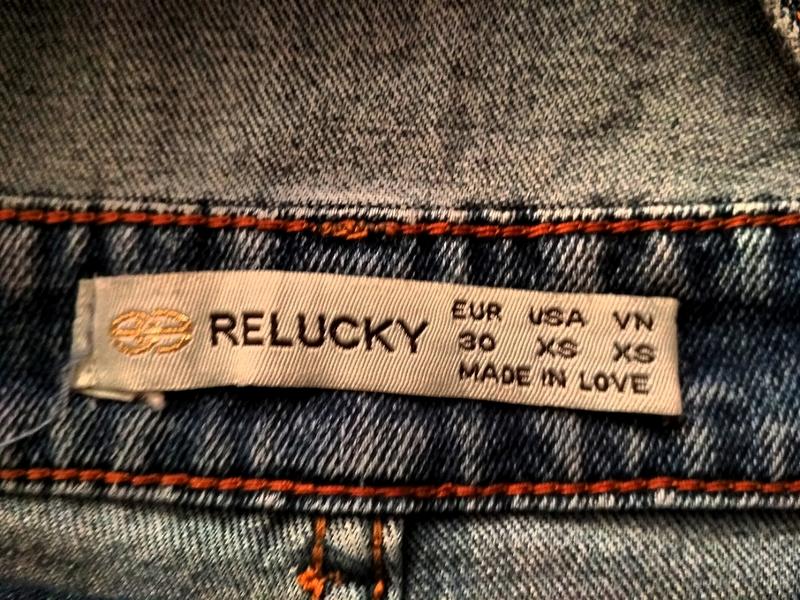 RELUCKY
EUR USA VN
30 XS XS
MADE IN LOVE